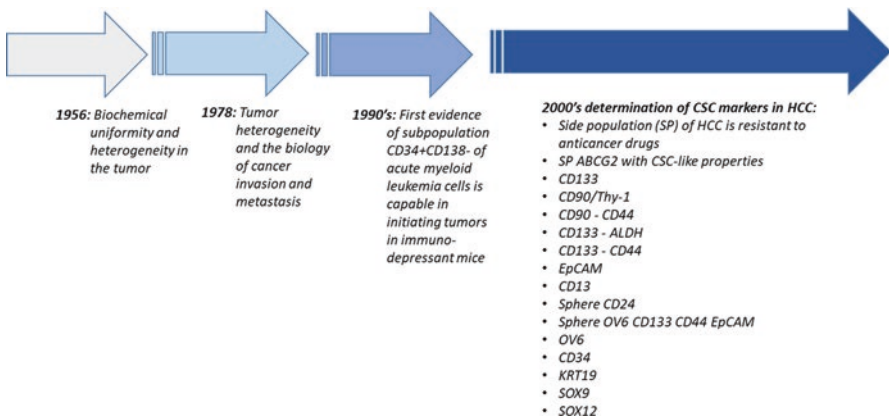 1956: Biochemical
uniformity and
heterogeneity in
the tumor
1978: Tumor
heterogeneity
and the biology
of cancer
invasion and
metastasis
1990's: First evidence
of subpopulation
CD34+CD138- of
acute myeloid
leukemia cells is
capable in
initiating tumors
in immuno-
depressant mice
2000's determination of CSC markers in HCC:
• Side population (SP) of HCC is resistant to
anticancer drugs
• SP ABCG2 with CSC-like properties
• CD133
• CD90/Thy-1
• CD90 - CD44
• CD133 - ALDH
• CD133 - CD44
• EpCAM
• CD13
• Sphere CD24
• Sphere OV6 CD133 CD44 EpCAM
• OV6
• CD34
• KRT19
• SOX9
• SOX12